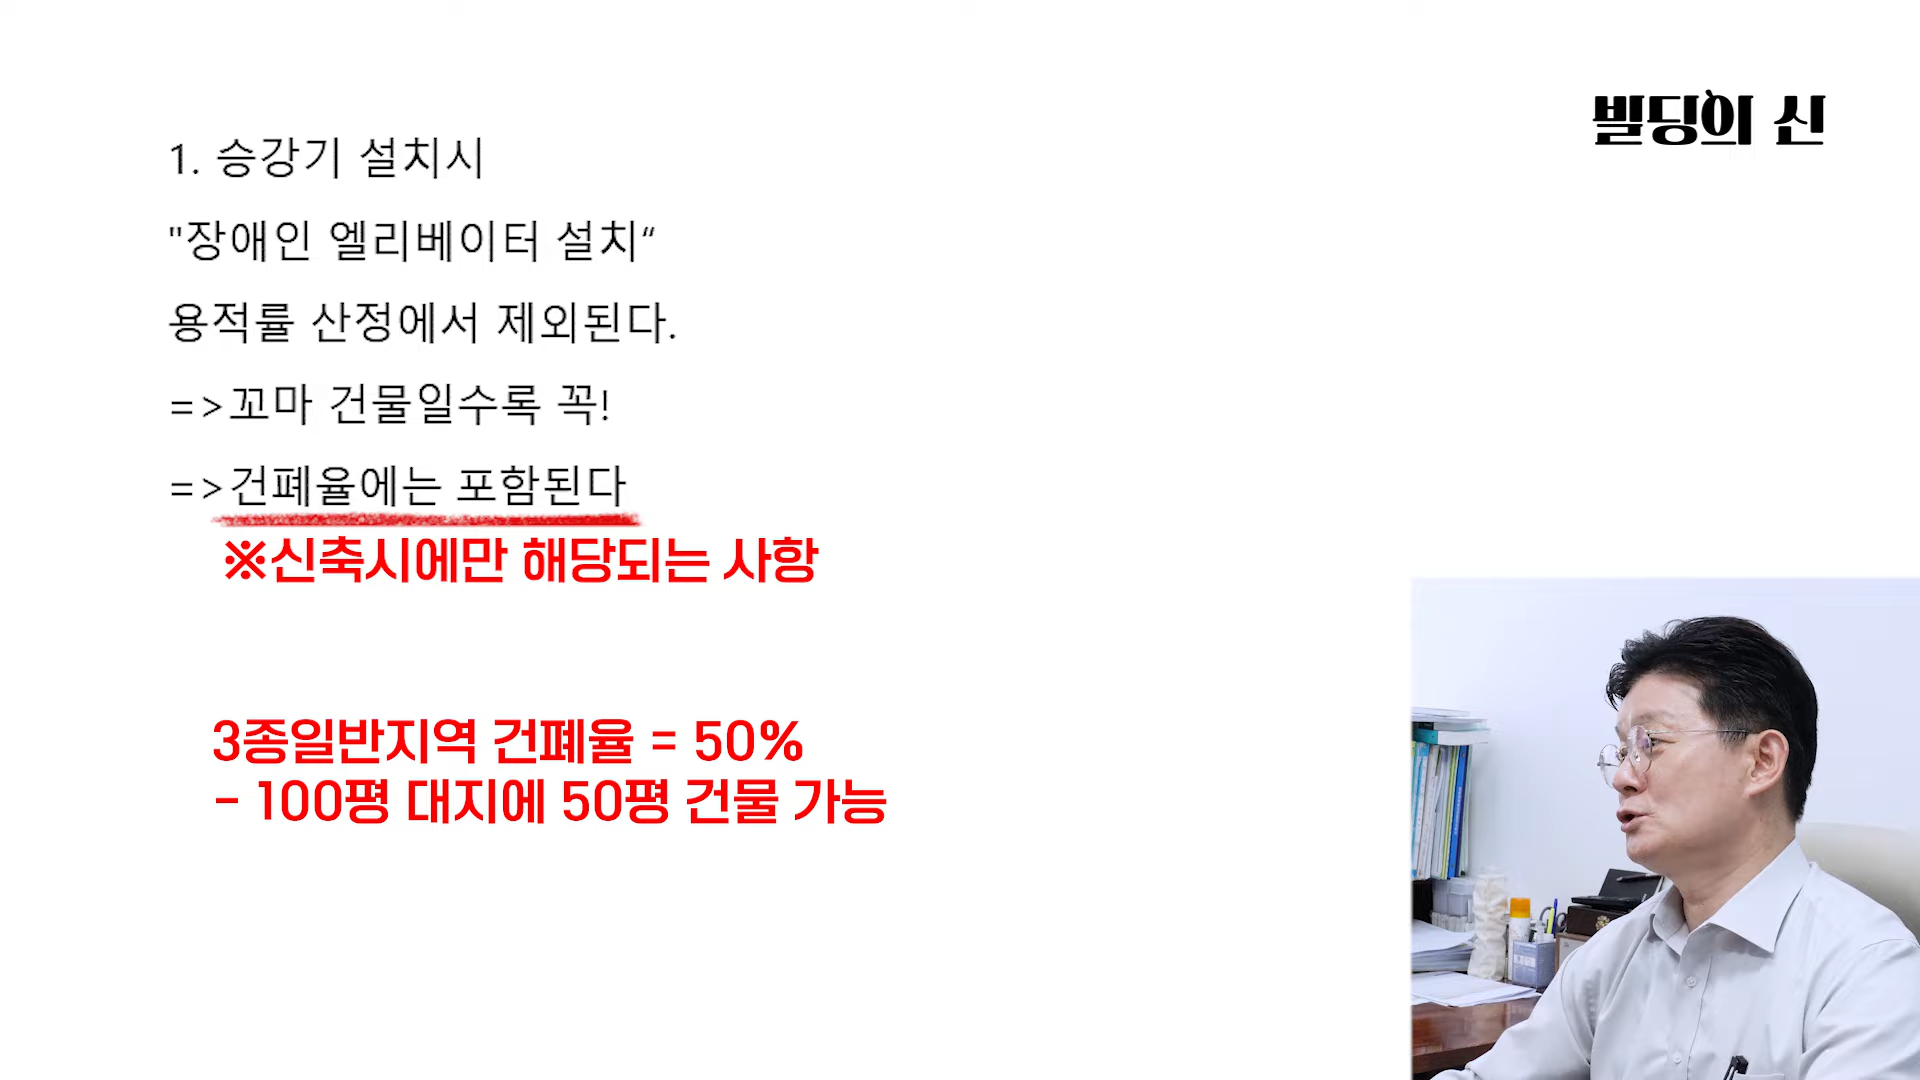 빌딩의 신
1. 승강기 설치시
"장애인 엘리베이터 설치“
용적률 산정에서 제외된다.
=>꼬마 건물일수록 꼭!
=>건폐율에는 포함된다
※신축시에만 해당되는 사항
3종일반지역 건폐율 = 50%
- 100평 대지에 50평 건물 가능